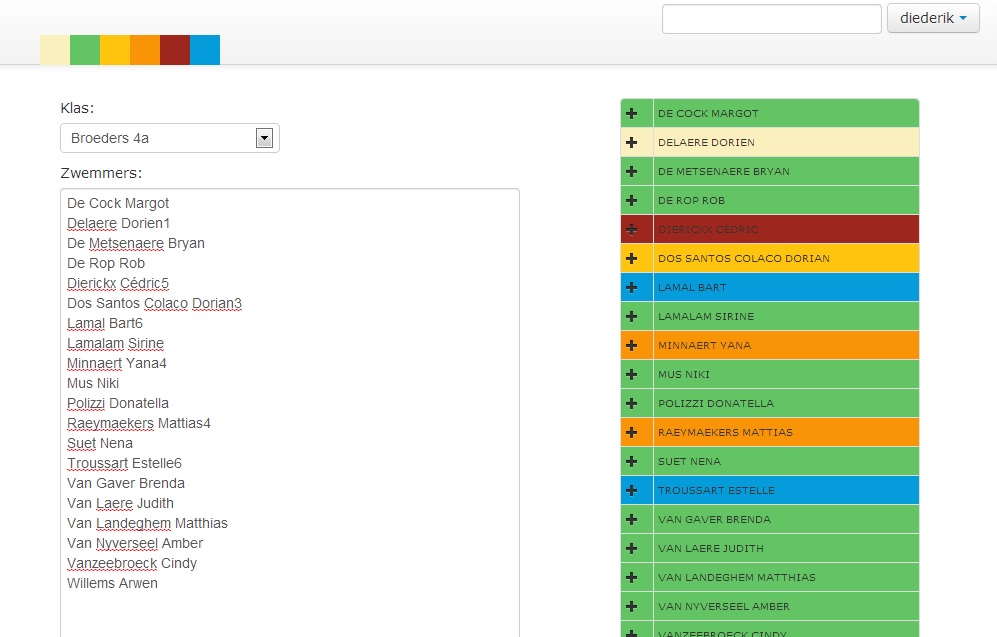 diederik
Klas:
Broeders 4a
Zwemmers:
De Cock Margot
Delaere Dorien1
De Metsenaere Bryan
De Rop Rob
Dierickx Cédric5
Dos Santos Colaco Dorian3
Lamal Bart6
Lamalam Sirine
Minnaert Yana4
Mus Niki
Polizzi Donatella
Raeymaekers Mattias4
Suet Nena
Troussart Estelle6
Van Gaver Brenda
Van Laere Judith
Van Landeghem Matthias
Van Nyverseel Amber
Vanzeebroeck Cindy
Willems Arwen
DE COCK MARGOT
DELAERE DORIEN
DE METSENAERE BRYAN
DE ROP ROB
DIERICKX CÉDRIC
DOS SANTOS COLACO DORIAN
LAMAL BART
LAMALAM SIRINE
MINNAERT YANA
MUS NIKI
POLIZZI DONATELLA
RAEYMAEKERS MATTIAS
SUET NENA
TROUSSART ESTELLE
VAN GAVER BRENDA
VAN LAERE JUDITH
VAN LANDEGHEM MATTHIAS
VAN NYVERSEEL AMBER
VANZEEBROECK CINDY